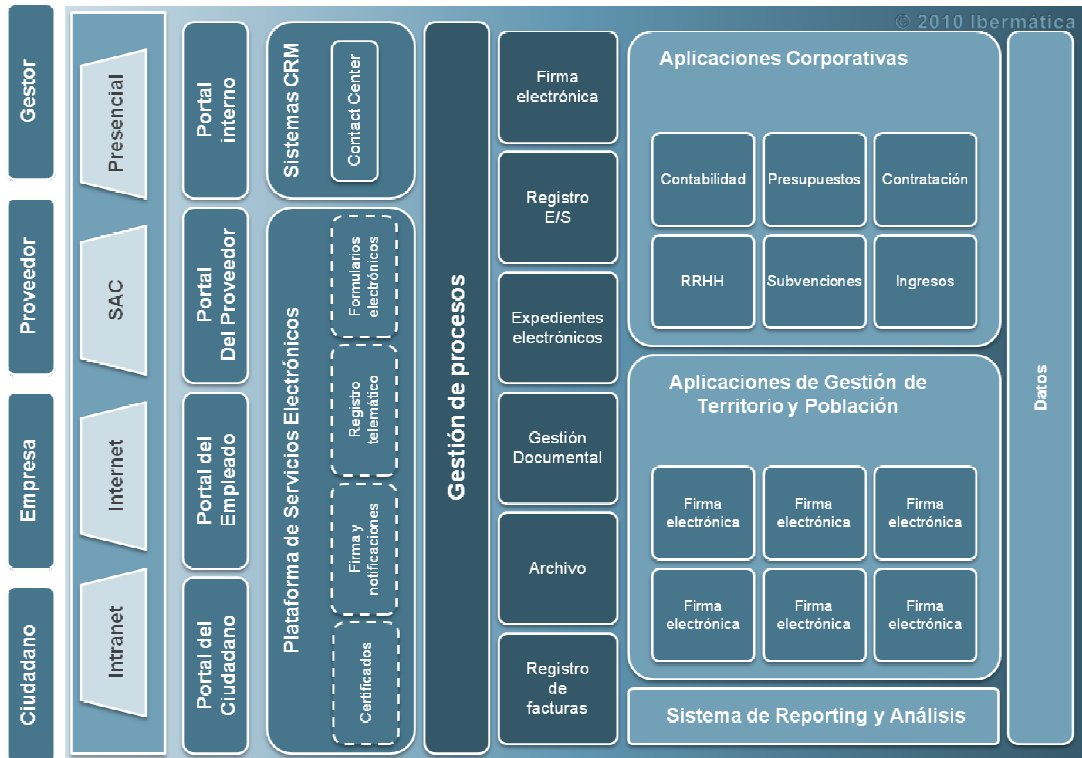 © 2010 Ibermática
Gestor
Proveedor
Empresa
Ciudadano
Presencial
SAC
Internet
Intranet
Portal
interno
Portal
Del Proveedor
Portal del
Empleado
Portal del
Ciudadano
Sistemas CRM
Contact Center
Plataforma de Servicios Electrónicos
Formularios
electrónicos
Registro
telemático
Firma y
notificaciones
Certificados
Gestión de procesos
Firma
electrónica
Registro
E/S
Expedientes
electrónicos
Gestión
Documental
Archivo
Registro
de
facturas
Aplicaciones Corporativas
Contabilidad
Presupuestos
Contratación
RRHH
Subvenciones
Ingresos
Aplicaciones de Gestión de
Territorio y Población
Firma
electrónica
Firma
electrónica
Firma
electrónica
Firma
electrónica
Firma
electrónica
Firma
electrónica
Sistema de Reporting y Análisis
Datos